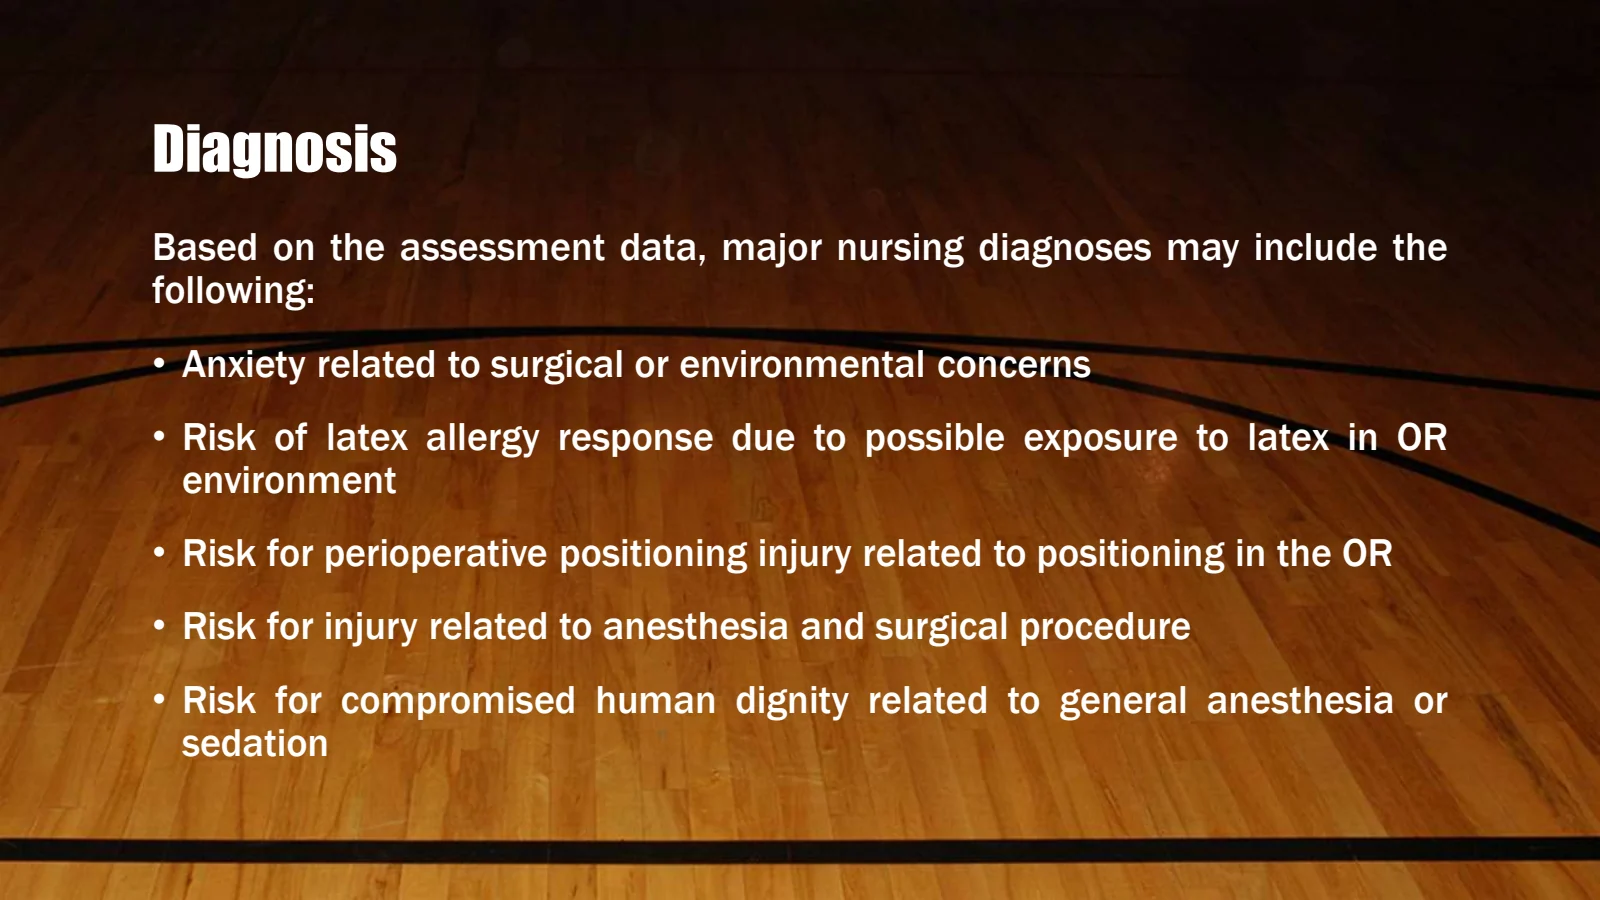 Diagnosis
Based on the assessment data, major nursing diagnoses may include the
following:
• Anxiety related to surgical or environmental concerns
• Risk of latex allergy response due to possible exposure to latex in OR
environment
• Risk for perioperative positioning injury related to positioning in the OR
• Risk for injury related to anesthesia and surgical procedure
• Risk for compromised human dignity related to general anesthesia or
sedation